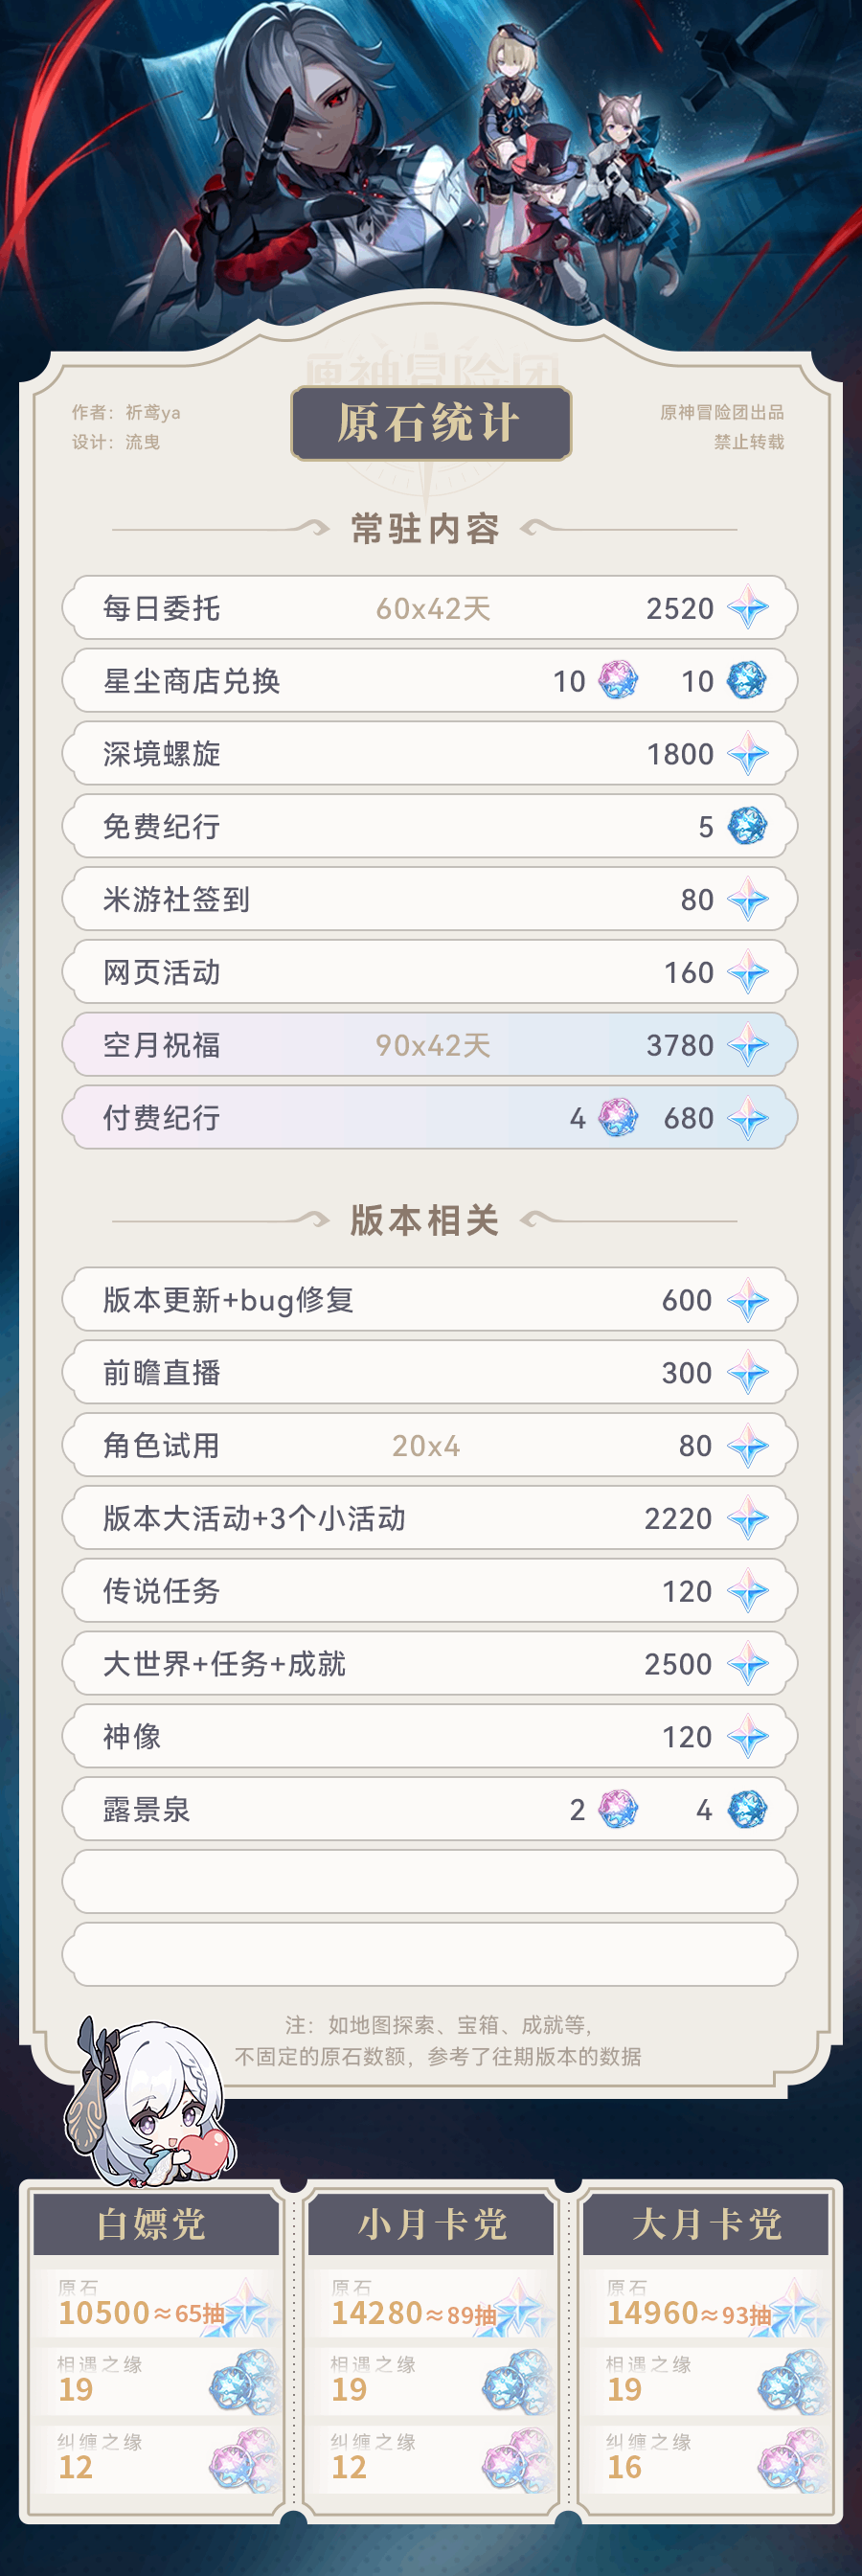 原神冒险团
作者：祈鸢ya
设计：流曳
原石统计
原神冒险团出品
禁止转载
常驻内容
每日委托 60x42天 2520
星尘商店兑换 10 10
深境螺旋 1800
免费纪行 5
米游社签到 80
网页活动 160
空月祝福 90x42天 3780
付费纪行 4 680
版本相关
版本更新+bug修复 600
前瞻直播 300
角色试用 20x4 80
版本大活动+3个小活动 2220
传说任务 120
大世界+任务+成就 2500
神像 120
露景泉 2 4
注：如地图探索、宝箱、成就等，
不固定的原石数额，参考了往期版本的数据
白嫖党
原石
10500≈65抽
相遇之缘
19
纠缠之缘
12
小月卡党
原石
14280≈89抽
相遇之缘
19
纠缠之缘
12
大月卡党
原石
14960≈93抽
相遇之缘
19
纠缠之缘
16